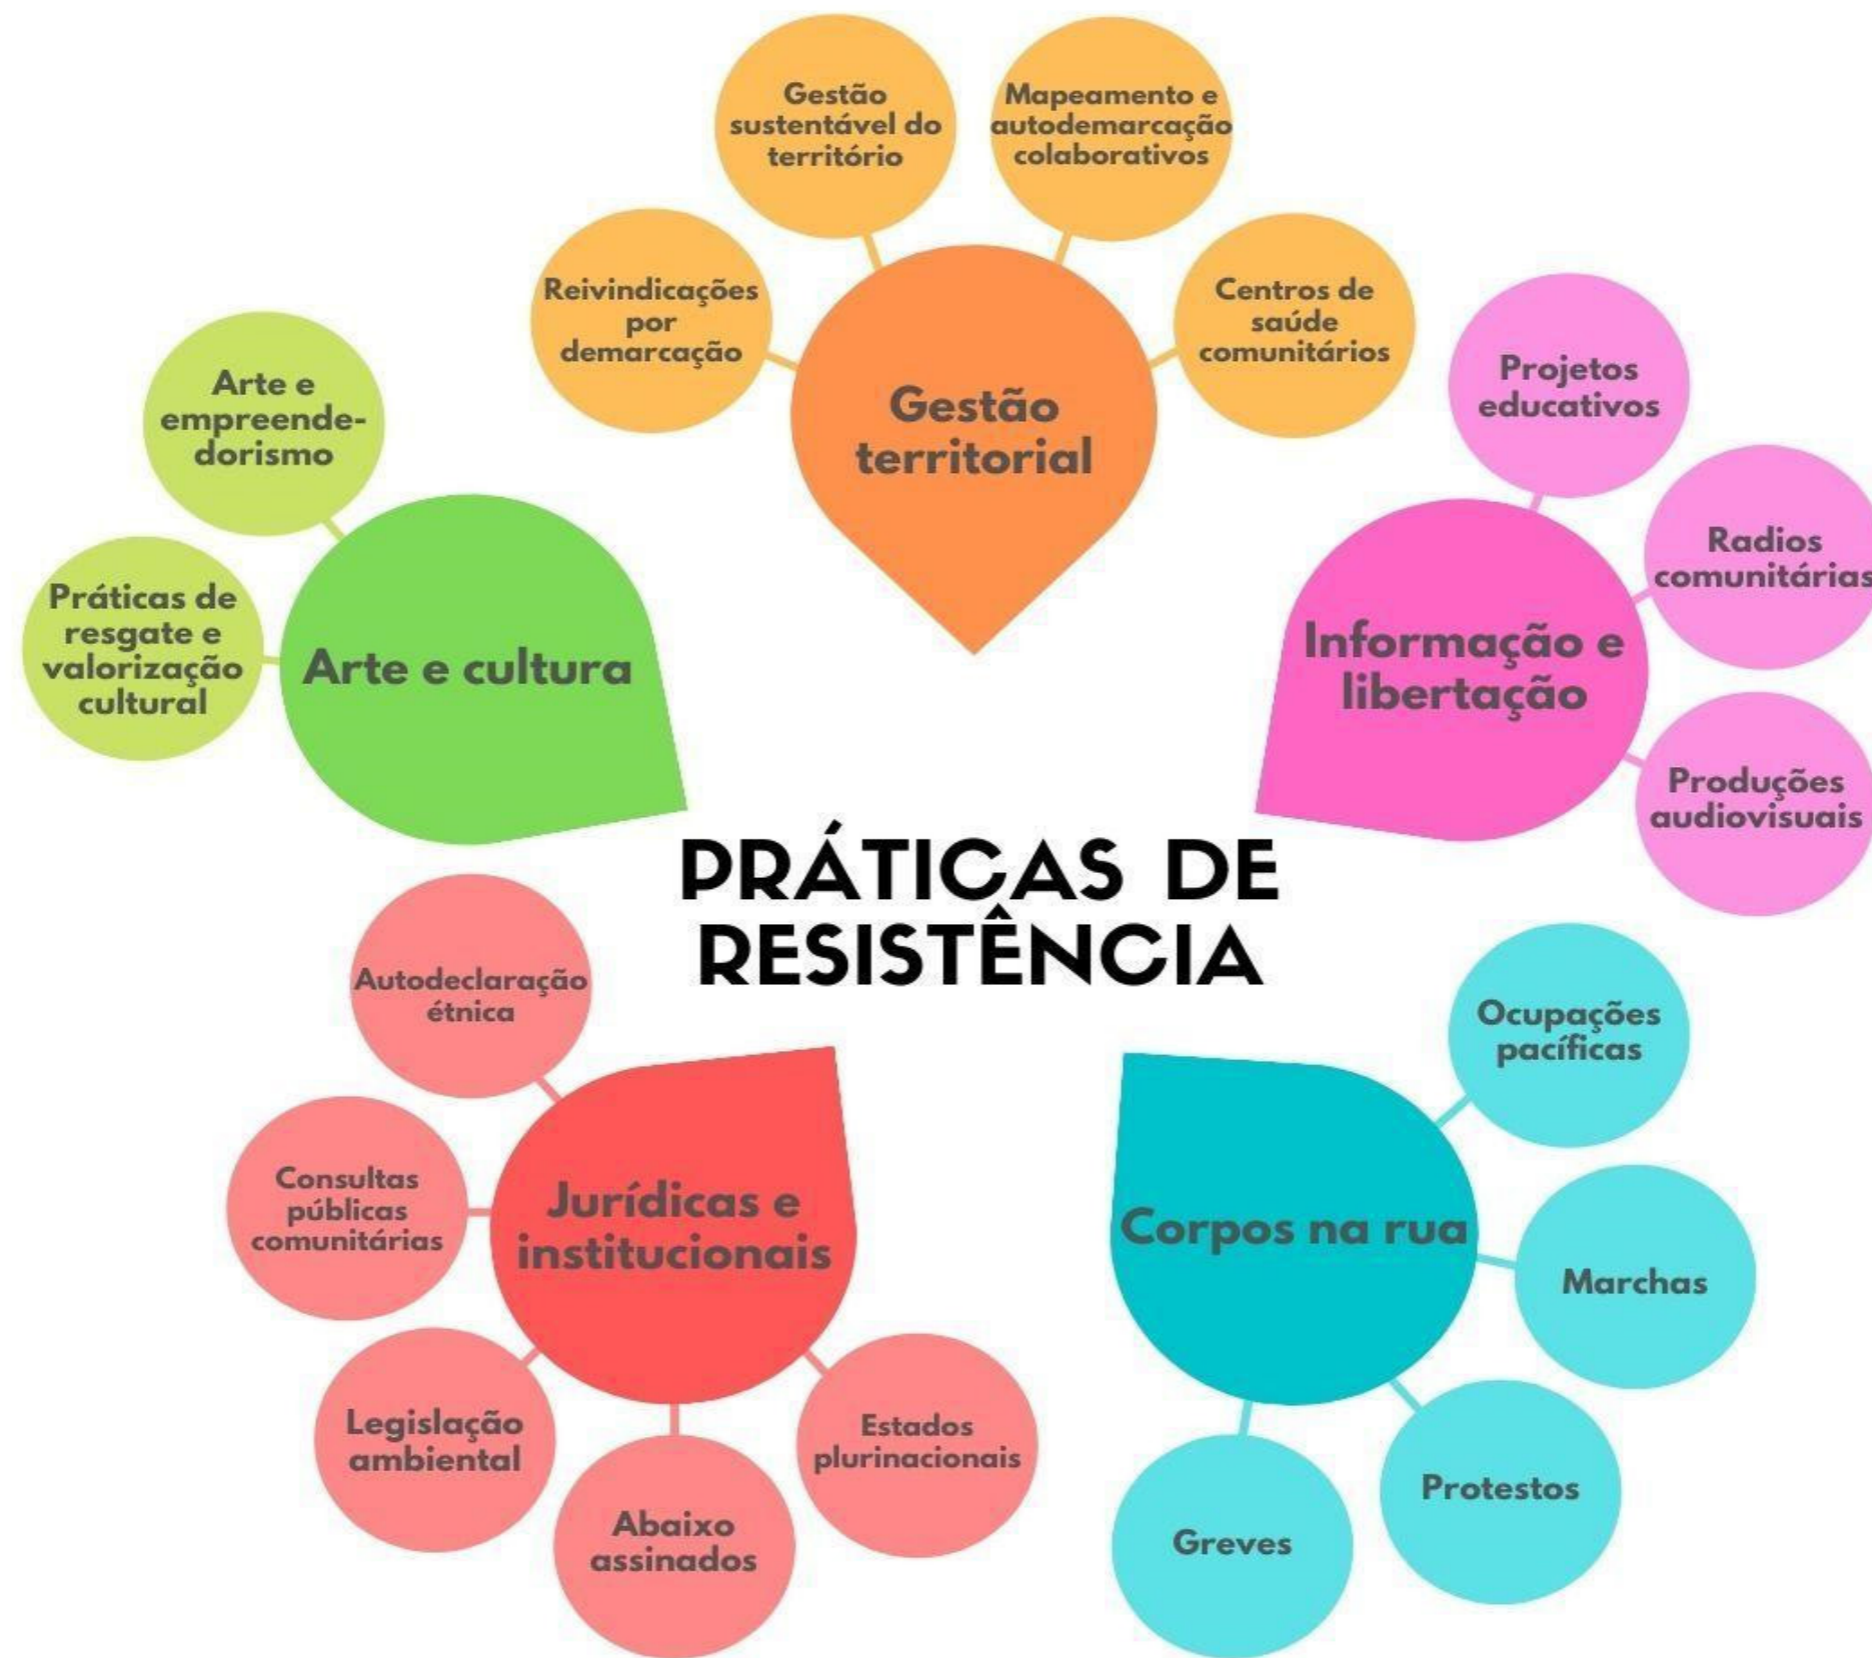 Gestão
sustentável do
território
Mapeamento e
autodemarcação
colaborativos
Reivindicações
por
demarcação
Centros de
saúde
comunitários
Gestão
territorial
Arte e
empreende-
dorismo
Práticas de
resgate e
valorização
cultural
Arte e cultura
Projetos
educativos
Radios
comunitárias
Produções
audiovisuais
Informação e
libertação
PRÁTICAS DE
RESISTÊNCIA
Autodeclaração
étnica
Consultas
públicas
comunitárias
Legislação
ambiental
Abaixo
assinados
Estados
plurinacionais
Jurídicas e
institucionais
Ocupações
pacíficas
Marchas
Protestos
Greves
Corpos na rua